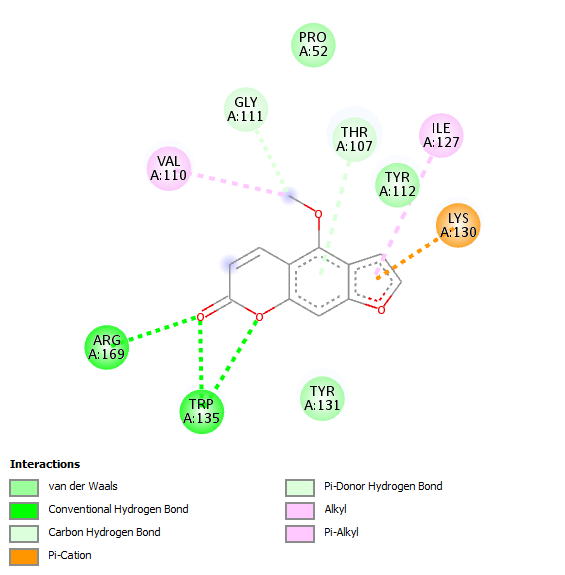 PRO
A:52
GLY
A:111
THR
A:107
ILE
A:127
VAL
A:110
TYR
A:112
LYS
A:130
O
O
O
O
ARG
A:169
TRP
A:135
TYR
A:131
Interactions
van der Waals
Conventional Hydrogen Bond
Carbon Hydrogen Bond
Pi-Cation
Pi-Donor Hydrogen Bond
Alkyl
Pi-Alkyl